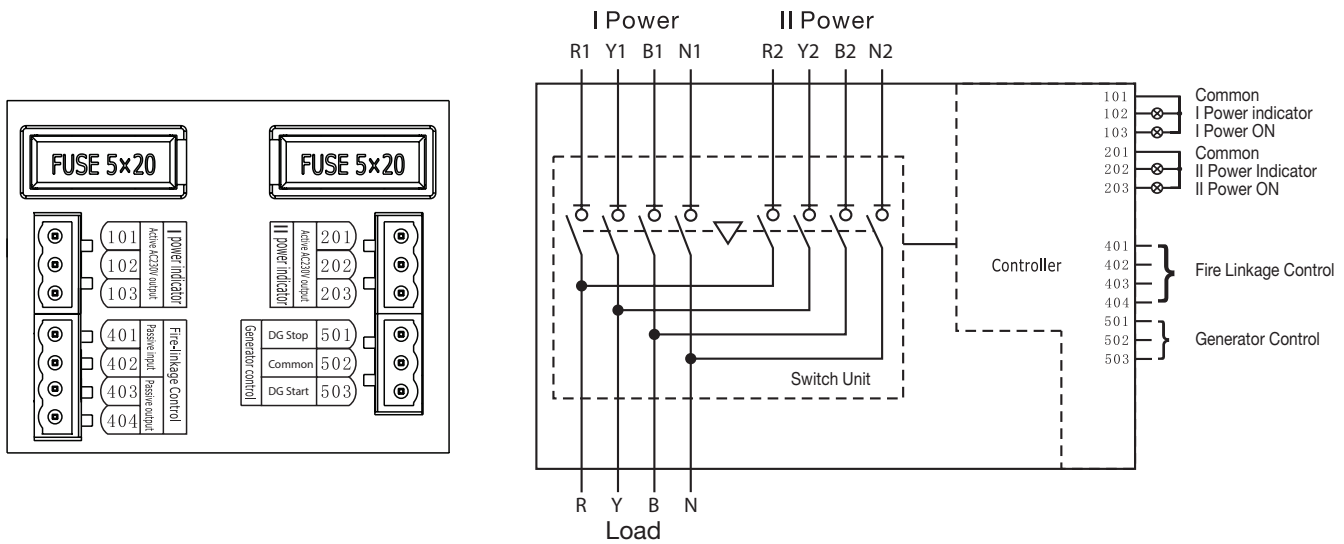 FUSE 5×20
FUSE 5×20
101
102
103
Active AC230V output
I power indicator
401
402
403
404
Passive input
Passive output
Fire-linkage Control
II power indicator
Active AC230V output
201
202
203
Generator control
DG Stop 501
Common 502
DG Start 503
I Power II Power
R1 Y1 B1 N1 R2 Y2 B2 N2
Switch Unit
Controller
R Y B N
Load
101 Common
102 I Power indicator
103 I Power ON
201 Common
202 II Power Indicator
203 II Power ON
401
402
403
404
Fire Linkage Control
501
502
503
Generator Control